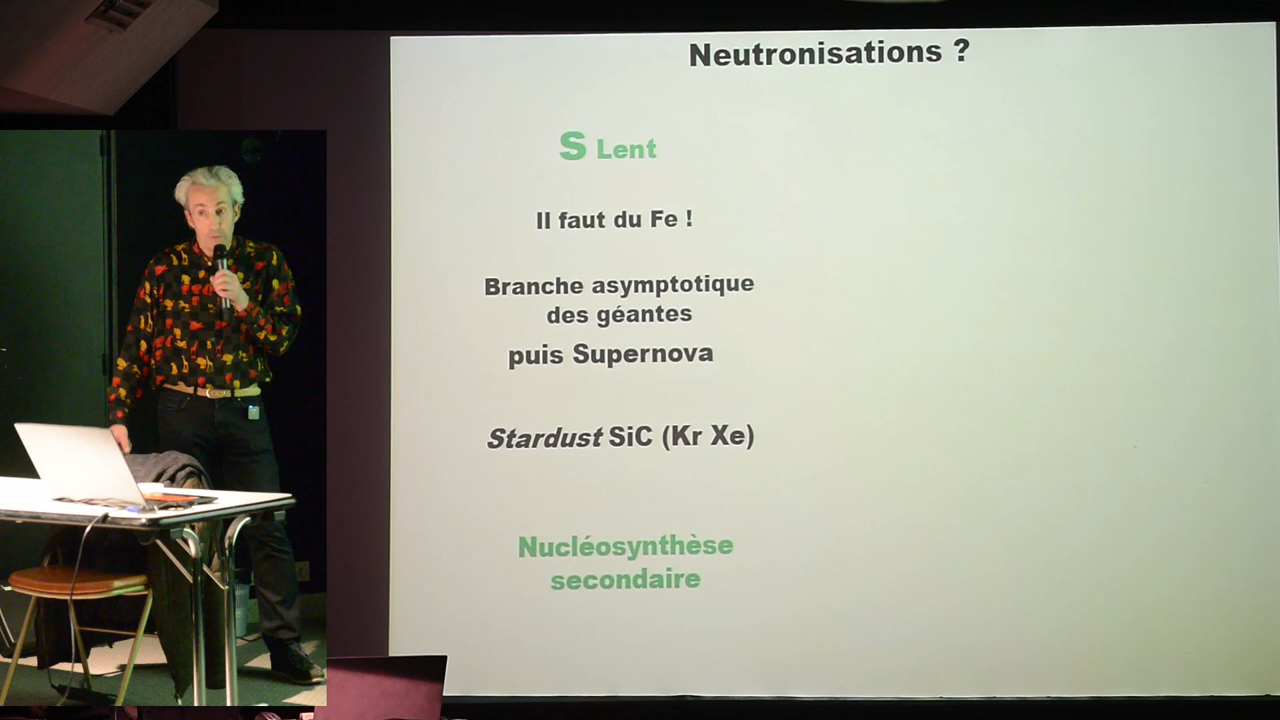 Neutronisations ?
S Lent
Il faut du Fe !
Branche asymptotique
des géantes
puis Supernova
Stardust SiC (Kr Xe)
Nucléosynthèse
secondaire